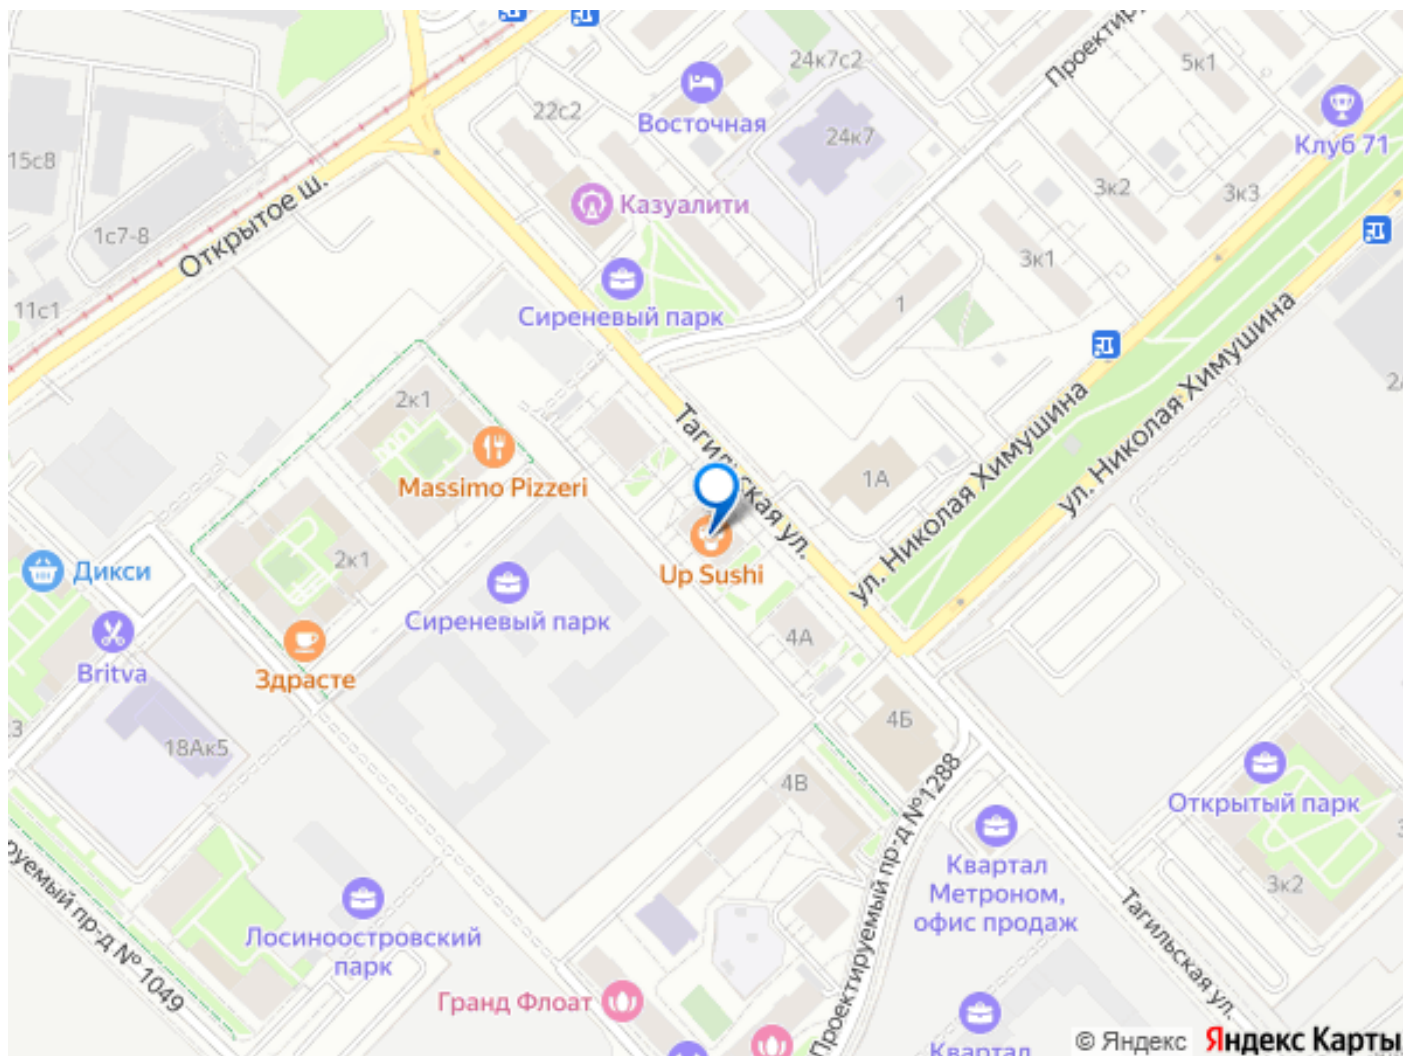 24к7с2
Проектиру
5к1
22с2
Восточная
24к7
Клуб 71
15с8
Казуалити
3к2
3к3
1с7-8
Открытое ш.
3к1
11с1
Сиреневый парк
1
2к1
Тагильская ул.
ул. Николая Химушина
ул. Николая Химушина
Massimo Pizzeri
1А
2к1
Дикси
Up Sushi
Сиреневый парк
4А
Britva
Здрасте
3
18Ак5
4Б
4В
Открытый парк
руемый пр-д № 1049
Проектируемый пр-д №1288
Квартал
Метроном,
офис продаж
3к2
Тагильская ул.
Лосиноостровский
парк
Гранд Флоат
Квартал
© Яндекс Яндекс Карты